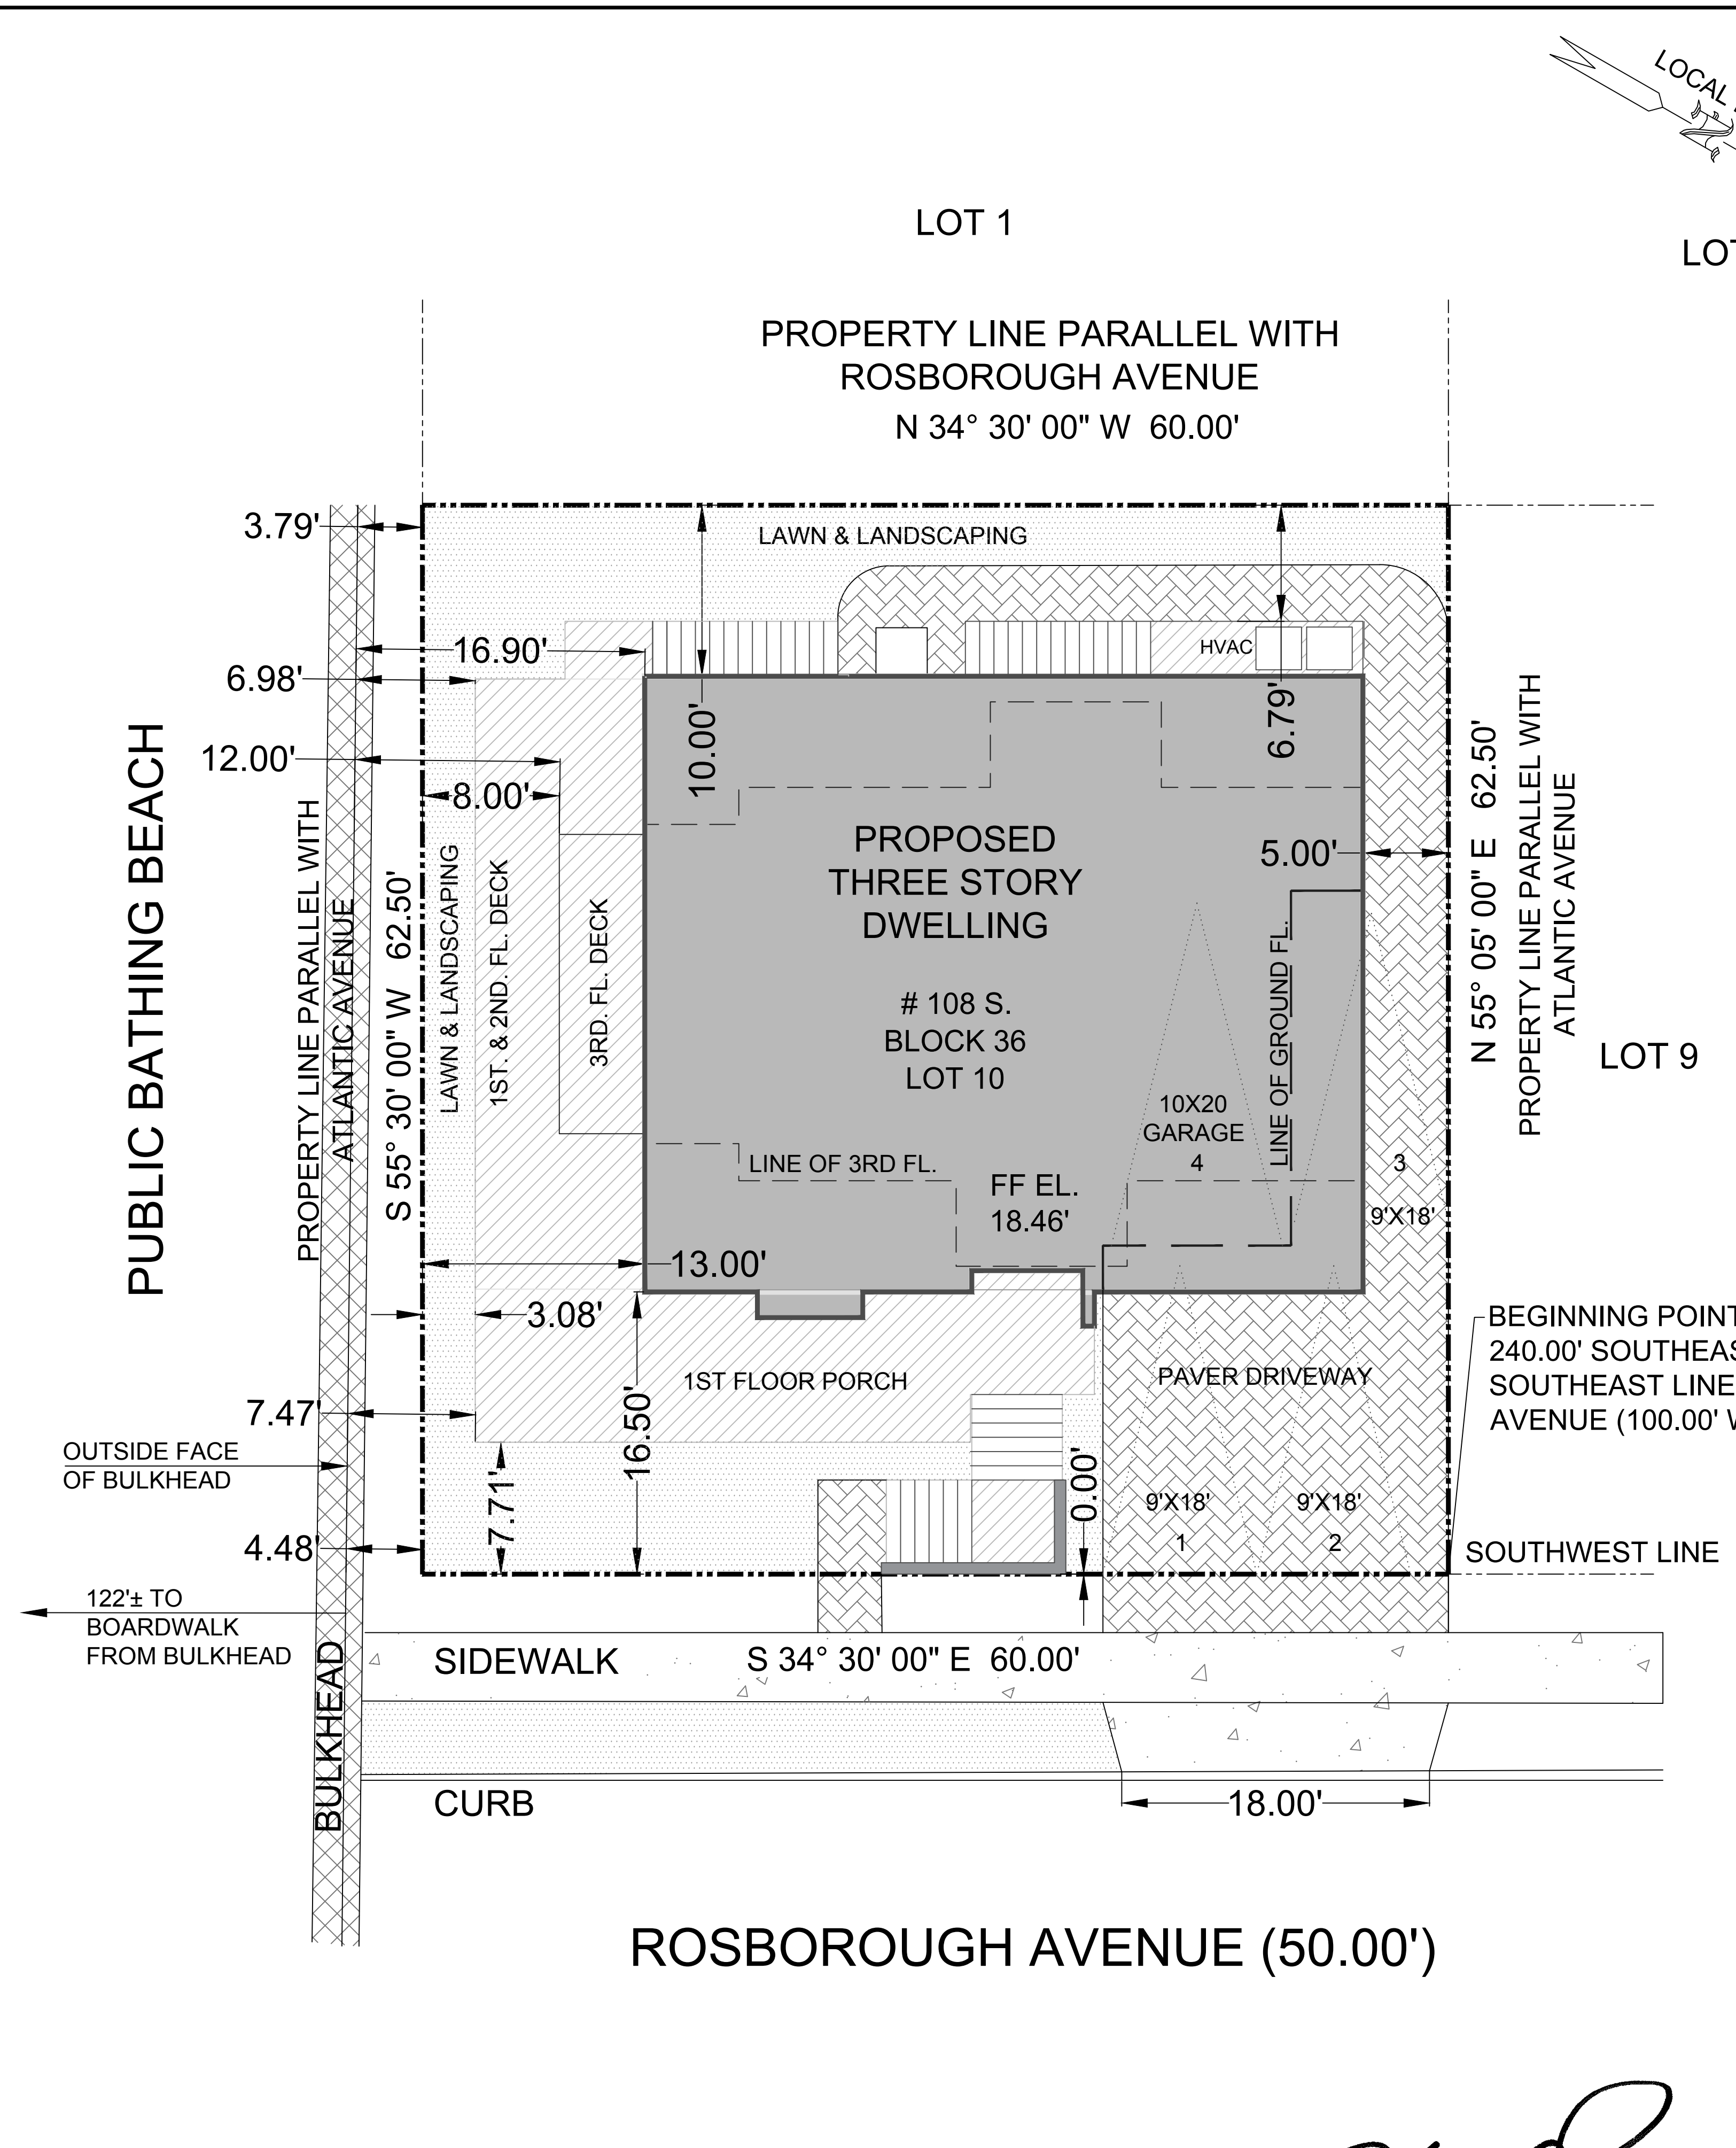 LOCAL
LOT 1
PROPERTY LINE PARALLEL WITH
ROSBOROUGH AVENUE
N 34° 30' 00" W 60.00'
3.79'
LAWN & LANDSCAPING
16.90'
HVAC
6.98'
10.00'
6.79'
12.00'
8.00'
PUBLIC BATHING BEACH
PROPERTY LINE PARALLEL WITH
ATLANTIC AVENUE
S 55° 30' 00" W 62.50'
LAWN & LANDSCAPING
1ST. & 2ND. FL. DECK
3RD. FL. DECK
PROPOSED
THREE STORY
DWELLING
# 108 S.
BLOCK 36
LOT 10
5.00'
LINE OF GROUND FL.
10X20
GARAGE
4
3
9'X18'
N 55° 05' 00" E 62.50'
PROPERTY LINE PARALLEL WITH
ATLANTIC AVENUE
LOT 9
LINE OF 3RD FL.
FF EL.
18.46'
13.00'
3.08'
16.50'
1ST FLOOR PORCH
PAVER DRIVEWAY
BEGINNING POINT
240.00' SOUTHEAS
SOUTHEAST LINE
AVENUE (100.00' W
7.47'
OUTSIDE FACE
OF BULKHEAD
7.71'
0.00'
9'X18'
1
9'X18'
2
4.48'
SOUTHWEST LINE
122'± TO
BOARDWALK
FROM BULKHEAD
BULKHEAD
SIDEWALK
S 34° 30' 00" E 60.00'
CURB
18.00'
ROSBOROUGH AVENUE (50.00')